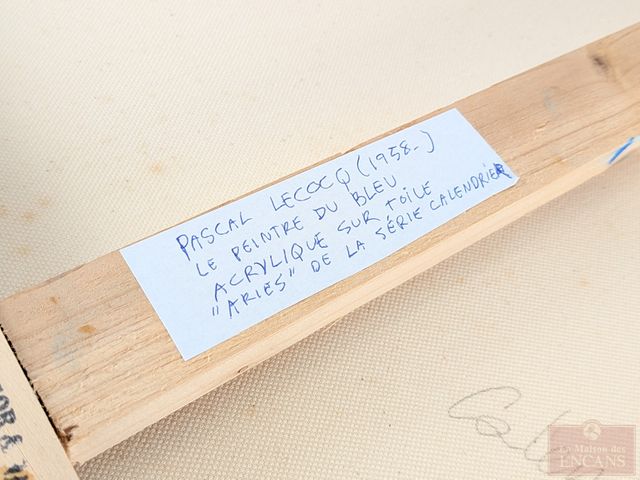 PASCAL LECOCQ (1958-)
LE PEINTRE DU BLEU
ACRYLIQUE SUR TOILE
"ARIES" DE LA SÉRIE CALENDRIER
La Maison des
ENCANS